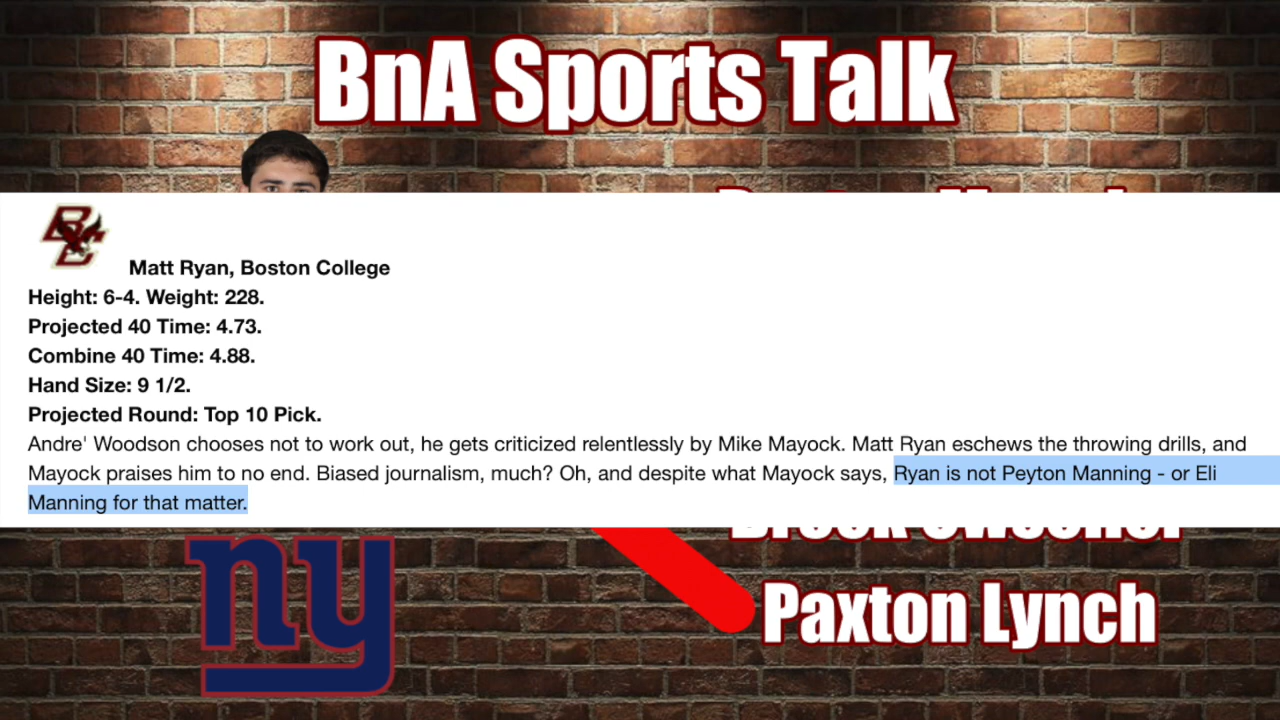 BnA Sports Talk
Matt Ryan, Boston College
Height: 6-4. Weight: 228.
Projected 40 Time: 4.73.
Combine 40 Time: 4.88.
Hand Size: 9 1/2.
Projected Round: Top 10 Pick.
Andre' Woodson chooses not to work out, he gets criticized relentlessly by Mike Mayock. Matt Ryan eschews the throwing drills, and
Mayock praises him to no end. Biased journalism, much? Oh, and despite what Mayock says, Ryan is not Peyton Manning - or Eli
Manning for that matter.
Paxton Lynch
ny